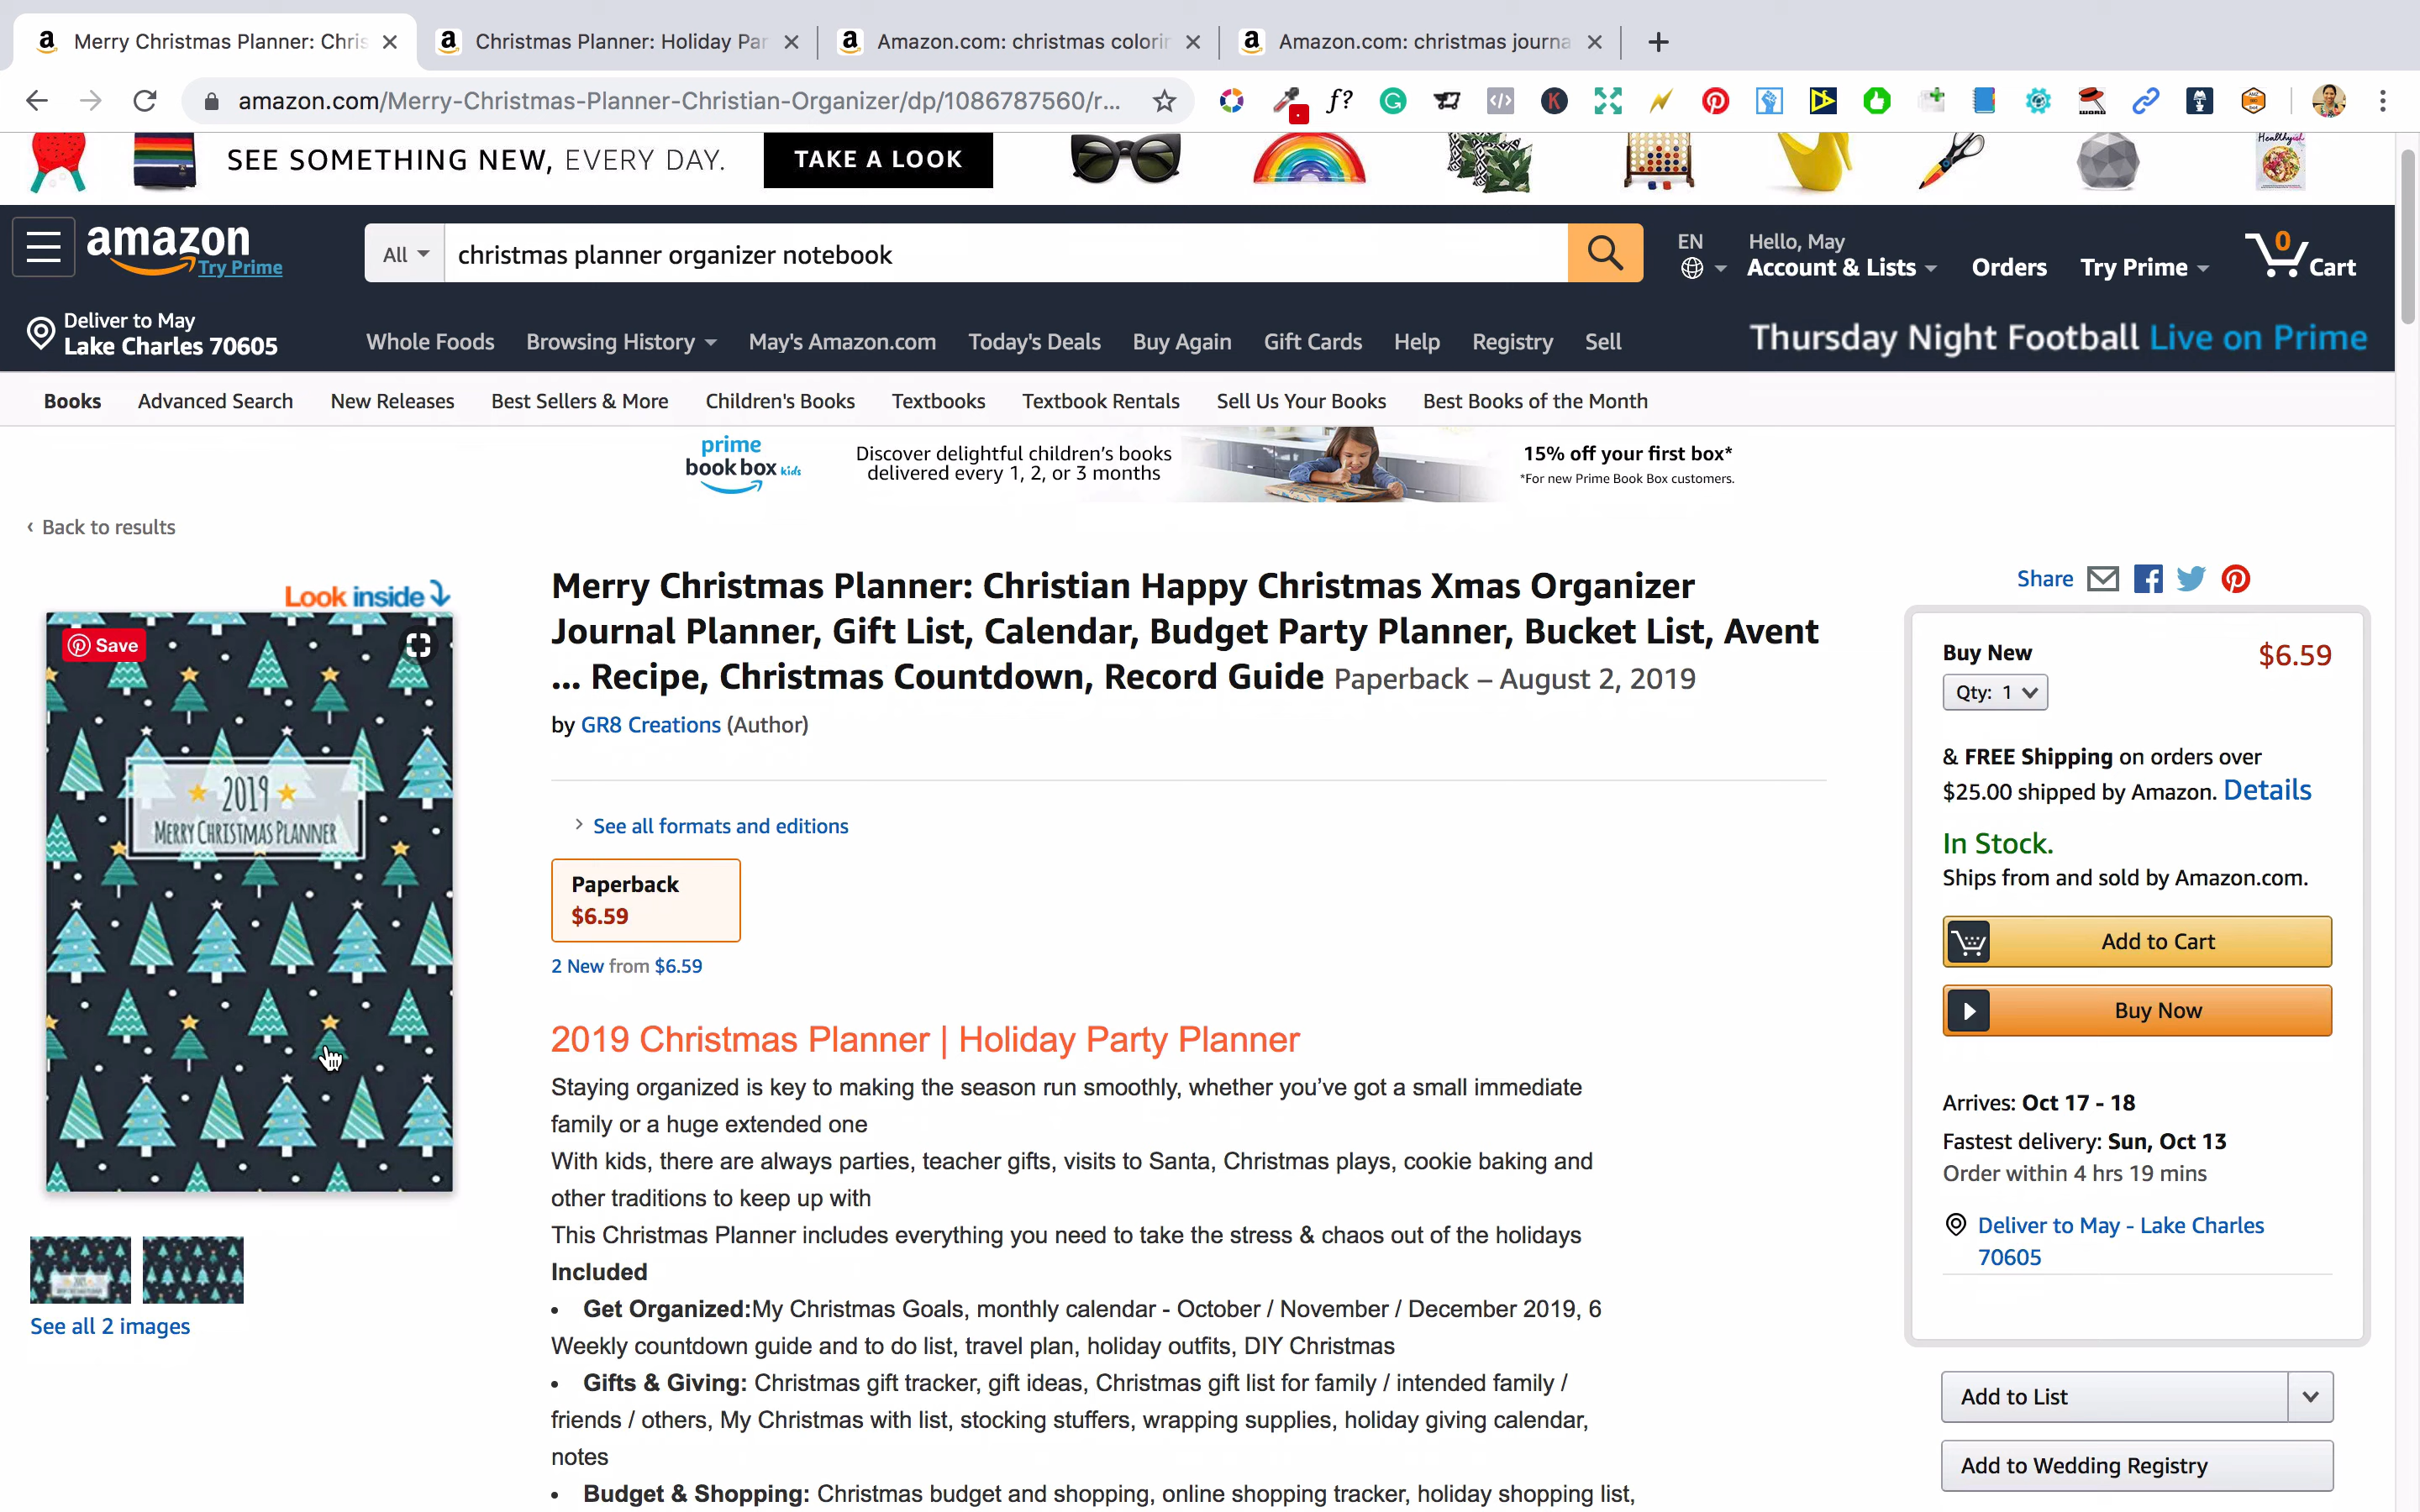 Merry Christmas Planner: Chris
Christmas Planner: Holiday Par
Amazon.com: christmas colorin
Amazon.com: christmas journa
amazon.com/Merry-Christmas-Planner-Christian-Organizer/dp/1086787560/r...
SEE SOMETHING NEW, EVERY DAY.
TAKE A LOOK
Healthyish
amazon
Try Prime
All
christmas planner organizer notebook
EN
Hello, May
Account & Lists
Orders
Try Prime
0
Cart
Deliver to May
Lake Charles 70605
Whole Foods Browsing History May's Amazon.com Today's Deals Buy Again Gift Cards Help Registry Sell
Thursday Night Football Live on Prime
Books Advanced Search New Releases Best Sellers & More Children's Books Textbooks Textbook Rentals Sell Us Your Books Best Books of the Month
prime
book box kids
Discover delightful children's books
delivered every 1, 2, or 3 months
15% off your first box*
*For new Prime Book Box customers.
‹ Back to results
Look inside
Save
2019
MERRY CHRISTMAS PLANNER
See all 2 images
Merry Christmas Planner: Christian Happy Christmas Xmas Organizer
Journal Planner, Gift List, Calendar, Budget Party Planner, Bucket List, Avent
... Recipe, Christmas Countdown, Record Guide Paperback – August 2, 2019
by GR8 Creations (Author)
› See all formats and editions
Paperback
$6.59
2 New from $6.59
2019 Christmas Planner | Holiday Party Planner
Staying organized is key to making the season run smoothly, whether you’ve got a small immediate
family or a huge extended one
With kids, there are always parties, teacher gifts, visits to Santa, Christmas plays, cookie baking and
other traditions to keep up with
This Christmas Planner includes everything you need to take the stress & chaos out of the holidays
Included
• Get Organized:My Christmas Goals, monthly calendar - October / November / December 2019, 6
Weekly countdown guide and to do list, travel plan, holiday outfits, DIY Christmas
• Gifts & Giving: Christmas gift tracker, gift ideas, Christmas gift list for family / intended family /
friends / others, My Christmas with list, stocking stuffers, wrapping supplies, holiday giving calendar,
notes
• Budget & Shopping: Christmas budget and shopping, online shopping tracker, holiday shopping list,
Share
Buy New
$6.59
Qty: 1
& FREE Shipping on orders over
$25.00 shipped by Amazon. Details
In Stock.
Ships from and sold by Amazon.com.
Add to Cart
Buy Now
Arrives: Oct 17 - 18
Fastest delivery: Sun, Oct 13
Order within 4 hrs 19 mins
Deliver to May - Lake Charles
70605
Add to List
Add to Wedding Registry